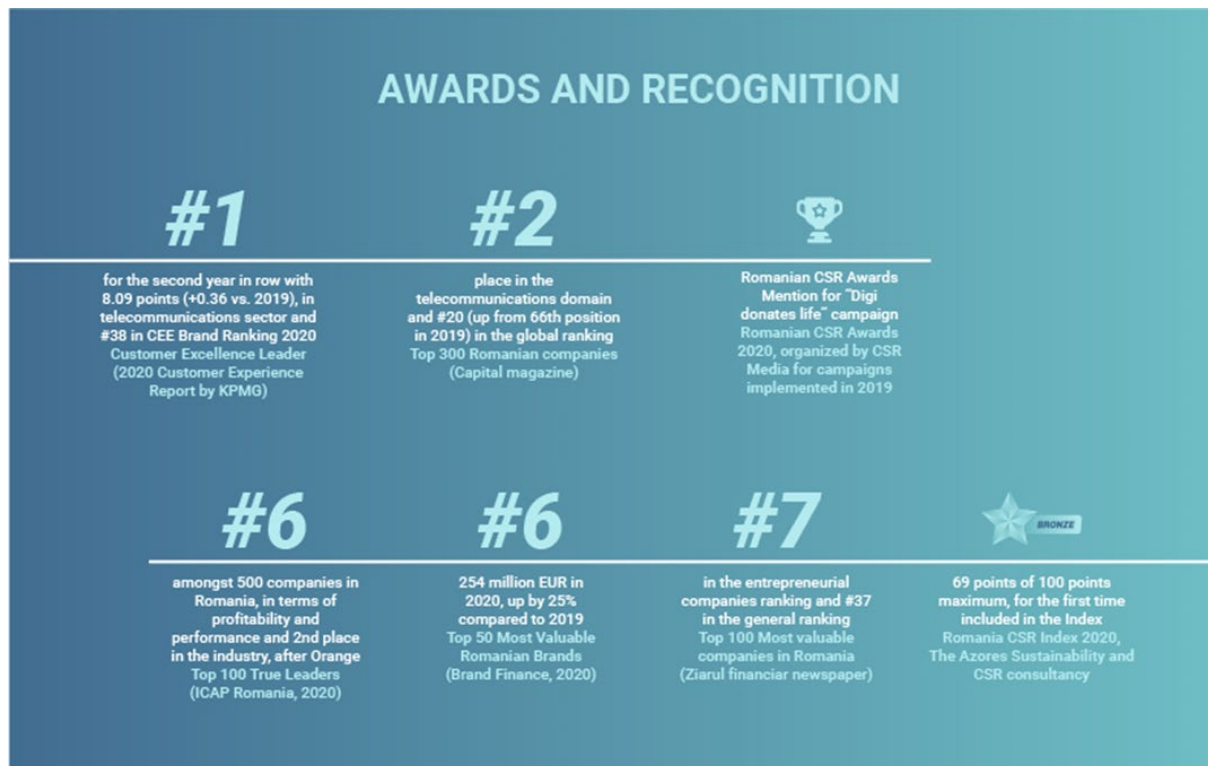 AWARDS AND RECOGNITION
#1
for the second year in row with
8.09 points (+0.36 vs. 2019), in
telecommunications sector and
#38 in CEE Brand Ranking 2020
Customer Excellence Leader
(2020 Customer Experience
Report by KPMG)
#2
place in the
telecommunications domain
and #20 (up from 66th position
in 2019) in the global ranking
Top 300 Romanian companies
(Capital magazine)
Romanian CSR Awards
Mention for "Digi
donates life" campaign
Romanian CSR Awards
2020, organized by CSR
Media for campaigns
implemented in 2019
#6
amongst 500 companies in
Romania, in terms of
profitability and
performance and 2nd place
in the industry, after Orange
Top 100 True Leaders
(ICAP Romania, 2020)
#6
254 million EUR in
2020, up by 25%
compared to 2019
Top 50 Most Valuable
Romanian Brands
(Brand Finance, 2020)
#7
in the entrepreneurial
companies ranking and #37
in the general ranking
Top 100 Most valuable
companies in Romania
(Ziarul financiar newspaper)
BRONZE
69 points of 100 points
maximum, for the first time
included in the Index
Romania CSR Index 2020,
The Azores Sustainability and
CSR consultancy